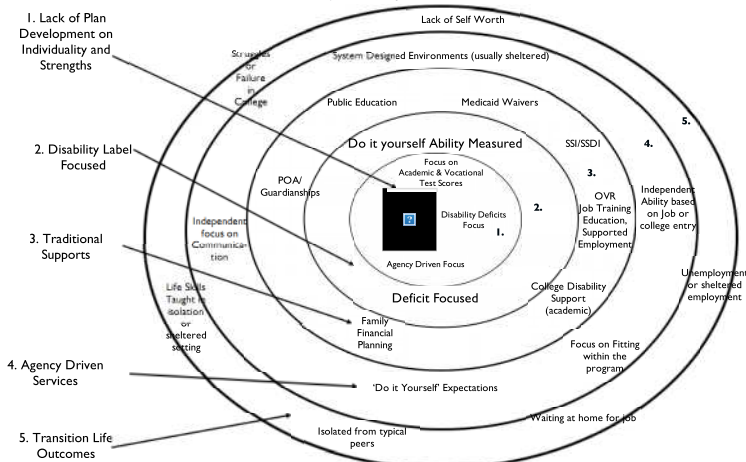 1. Lack of Plan
Development on
Individuality and
Strengths
2. Disability Label
Focused
3. Traditional
Supports
4. Agency Driven
Services
5. Transition Life
Outcomes
Lack of Self Worth
Struggles
or
Failure
in
College
System Designed Environments (usually sheltered)
Public Education
Medicaid Waivers
5.
4.
Do it yourself Ability Measured
SSI/SSDI
3.
Focus on
Academic & Vocational
Test Scores
POA/
Guardianships
Disability Deficits
Focus
1.
2.
OVR
Job Training
Education,
Supported
Employment
Independent
Ability based
on Job or
college entry
Independent
focus on
Communica-
tion
Agency Driven Focus
Deficit Focused
College Disability
Support
(academic)
Unemployment
or sheltered
employment
Life Skills
Taught in
isolation
or
sheltered
setting
Family
Financial
Planning
Focus on Fitting
within the
program
'Do it Yourself' Expectations
Waiting at home for job
Isolated from typical
peers